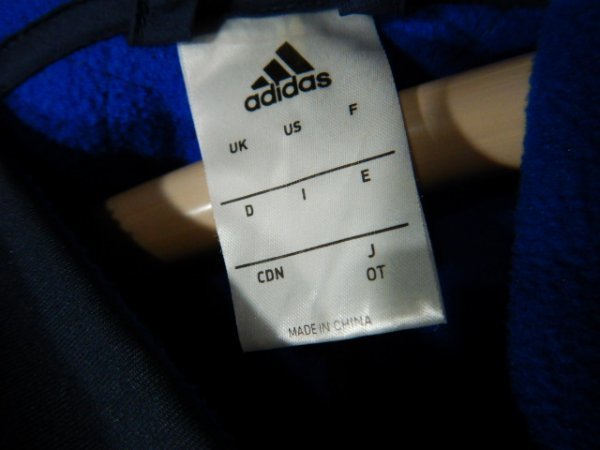 adidas
UK US F
D I E
CDN J
OT
MADE IN CHINA